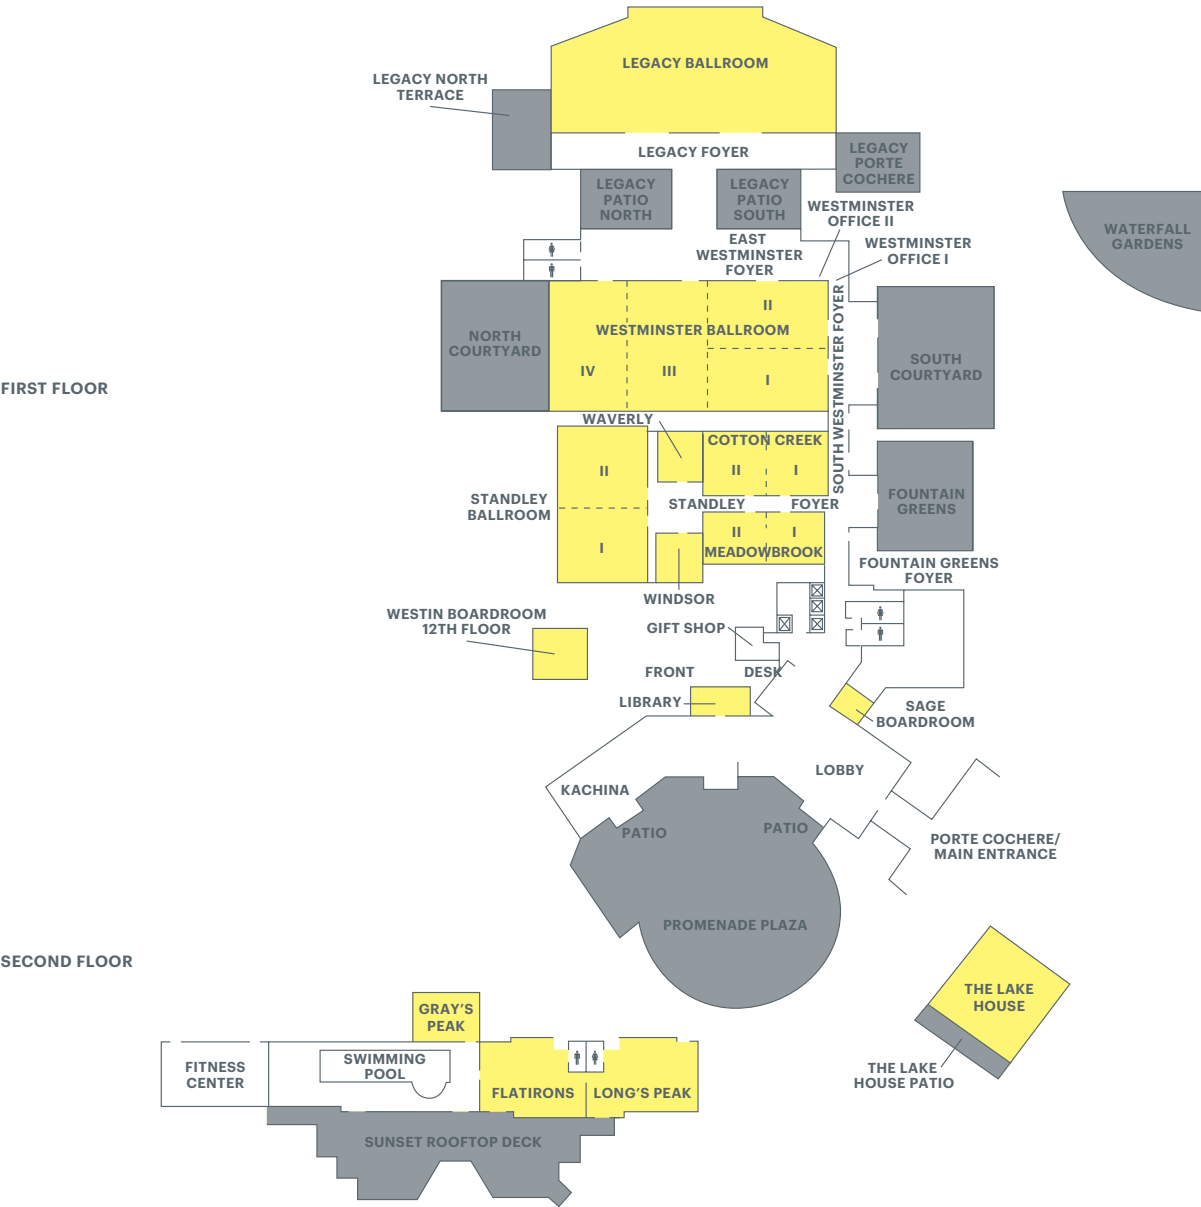 LEGACY BALLROOM
LEGACY NORTH
TERRACE
LEGACY FOYER
LEGACY
PORTE
COCHERE
LEGACY
PATIO
NORTH
LEGACY
PATIO
SOUTH
WESTMINSTER
OFFICE II
WATERFALL
GARDENS
EAST
WESTMINSTER
FOYER
WESTMINSTER
OFFICE I
NORTH
COURTYARD
WESTMINSTER BALLROOM
II
IV
III
I
SOUTH WESTMINSTER FOYER
SOUTH
COURTYARD
FIRST FLOOR
WAVERLY
COTTON CREEK
II
I
STANDLEY
BALLROOM
II
I
STANDLEY FOYER
FOUNTAIN
GREENS
II
I
MEADOWBROOK
FOUNTAIN GREENS
FOYER
WINDSOR
WESTIN BOARDROOM
12TH FLOOR
GIFT SHOP
FRONT DESK
LIBRARY
SAGE
BOARDROOM
LOBBY
KACHINA
PATIO
PATIO
PORTE COCHERE/
MAIN ENTRANCE
PROMENADE PLAZA
SECOND FLOOR
THE LAKE
HOUSE
THE LAKE
HOUSE PATIO
GRAY'S
PEAK
FITNESS
CENTER
SWIMMING
POOL
FLATIRONS
LONG'S PEAK
SUNSET ROOFTOP DECK